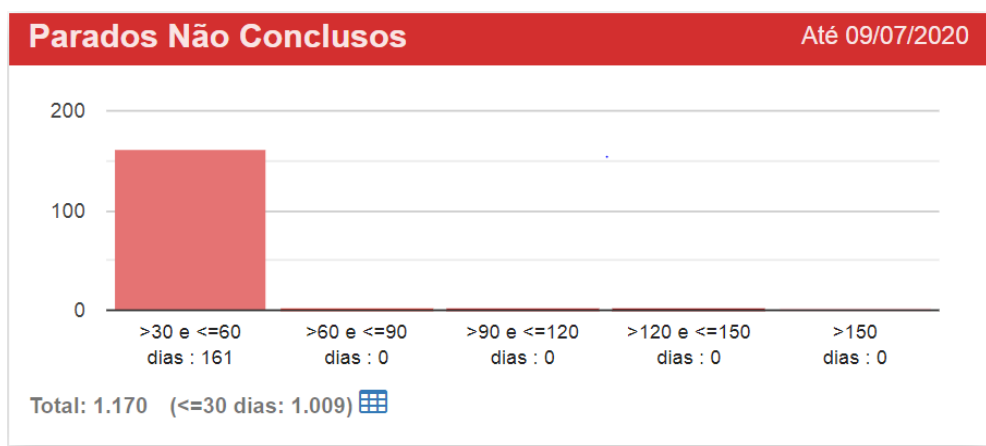 Parados Não Conclusos
Até 09/07/2020
200
100
0
>30 e <=60 dias : 161
>60 e <=90 dias : 0
>90 e <=120 dias : 0
>120 e <=150 dias : 0
>150 dias : 0
Total: 1.170 (<=30 dias: 1.009)